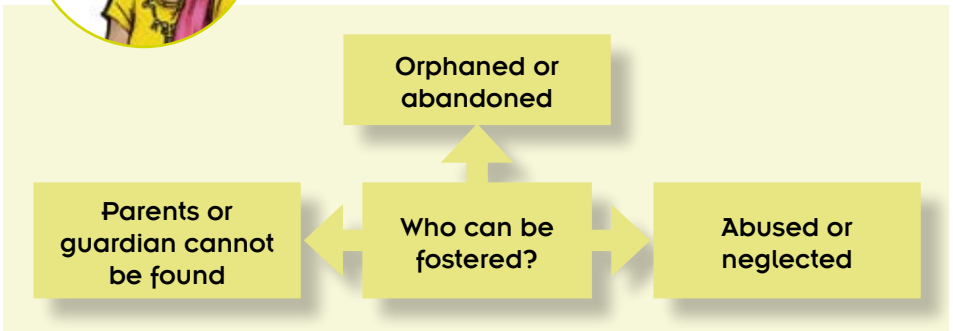 Orphaned or
abandoned
Parents or
guardian cannot
be found
Who can be
fostered?
Abused or
neglected